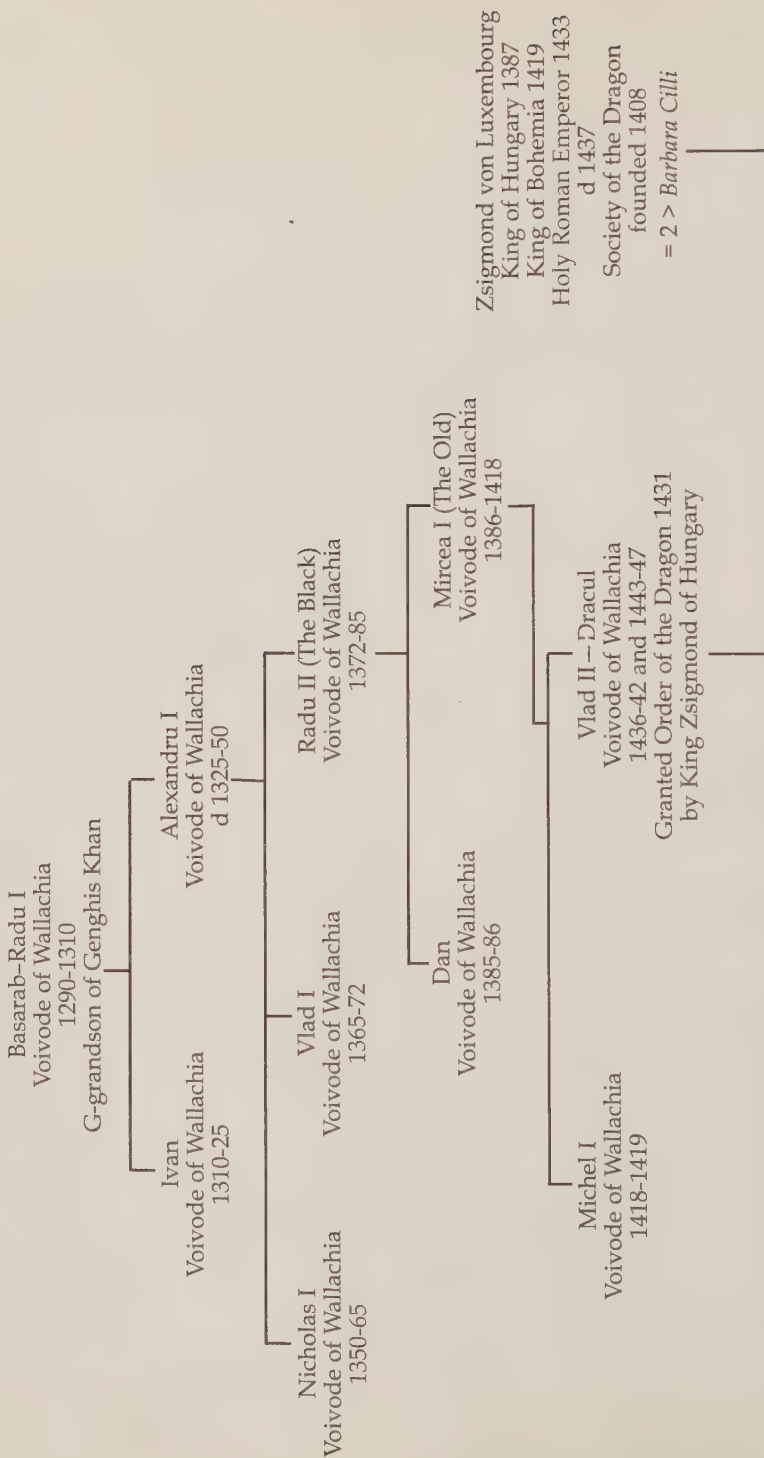 Basarab-Radu I
Voivode of Wallachia
1290-1310
G-grandson of Genghis Khan
Ivan
Voivode of Wallachia
1310-25
Alexandru I
Voivode of Wallachia
d 1325-50
Nicholas I
Voivode of Wallachia
1350-65
Vlad I
Voivode of Wallachia
1365-72
Radu II (The Black)
Voivode of Wallachia
1372-85
Dan
Voivode of Wallachia
1385-86
Mircea I (The Old)
Voivode of Wallachia
1386-1418
Zsigmond von Luxembourg
King of Hungary 1387
King of Bohemia 1419
Holy Roman Emperor 1433
d 1437
Society of the Dragon
founded 1408
= 2 > Barbara Cilli
Michel I
Voivode of Wallachia
1418-1419
Vlad II – Dracul
Voivode of Wallachia
1436-42 and 1443-47
Granted Order of the Dragon 1431
by King Zsigmond of Hungary